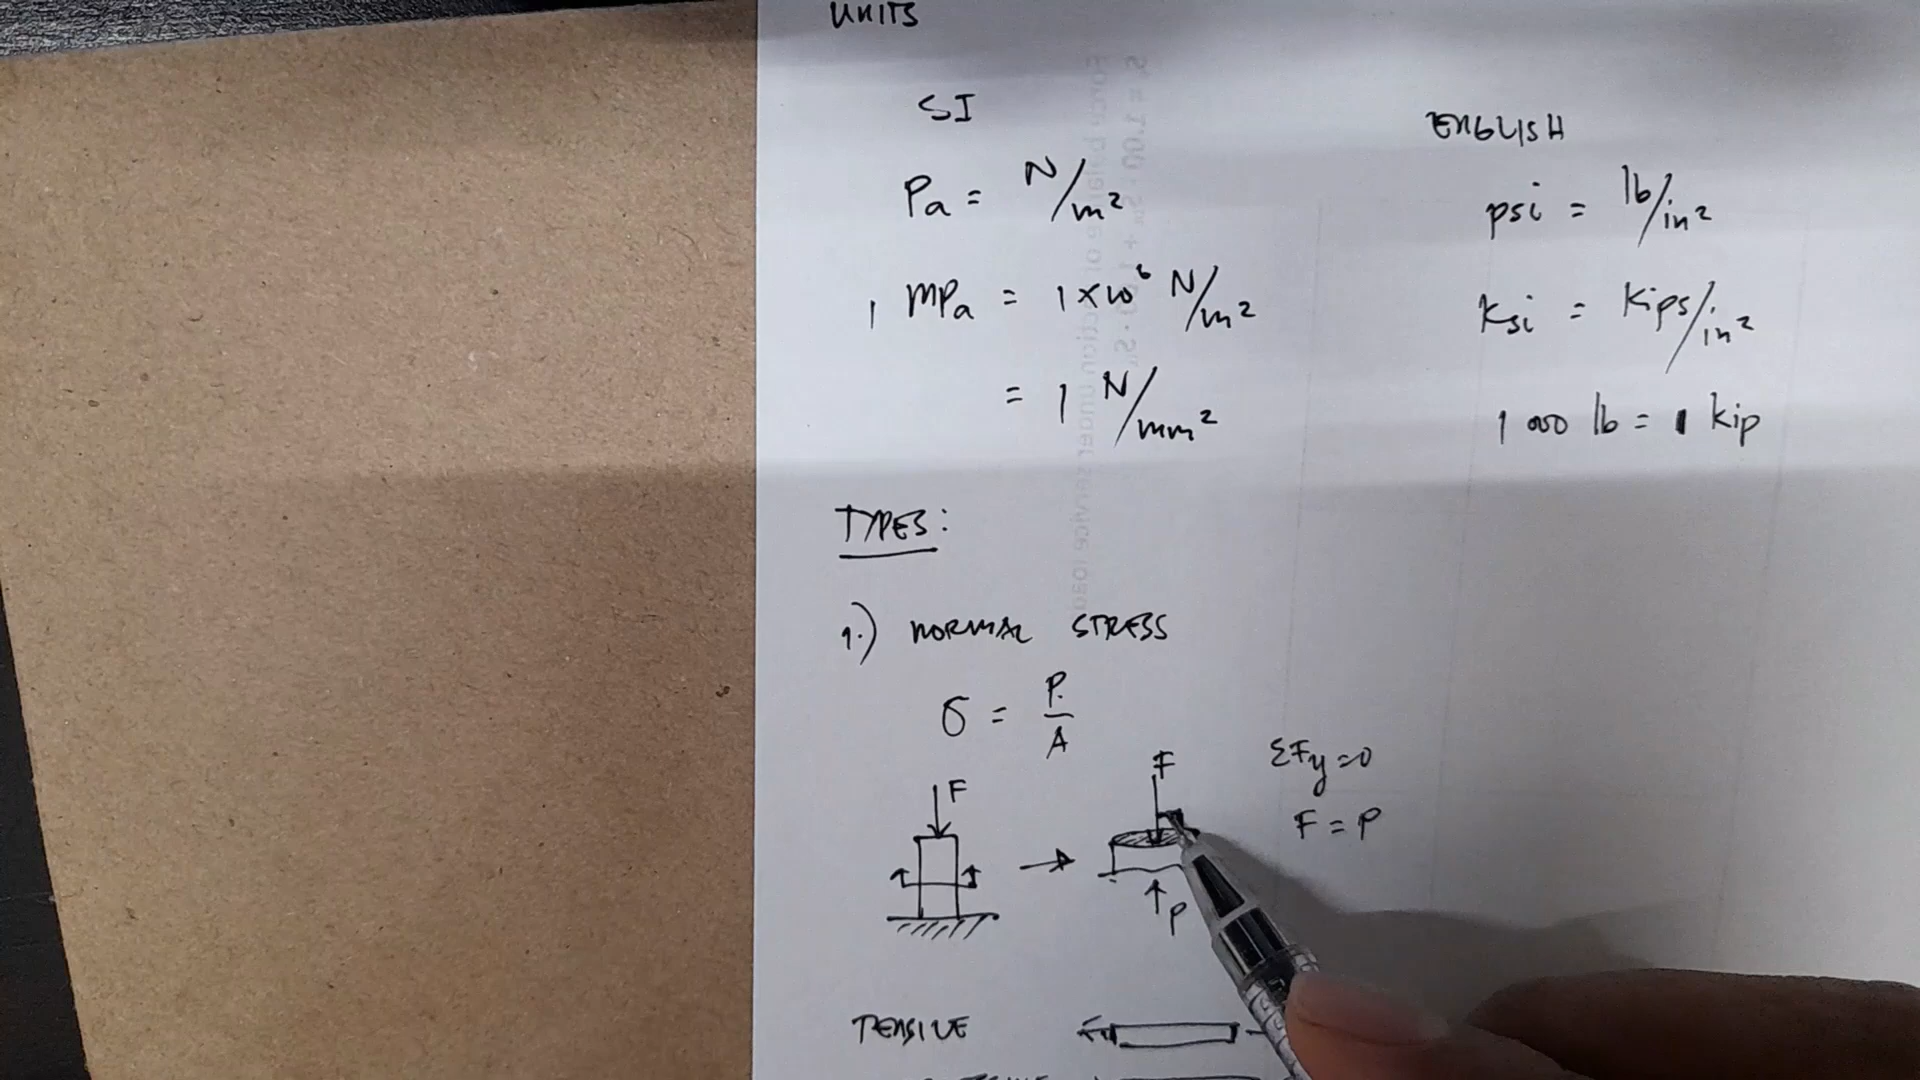 UNITS
SI
Pa = N/m²
1 MPa = 1×10⁶ N/m²
= 1 N/mm²
ENGLISH
psi = lb/in²
ksi = kips/in²
1 000 lb = 1 kip
TYPES:
1.) NORMAL STRESS
σ = P/A
F
F
P
ΣFy=0
F = P
TENSIVE